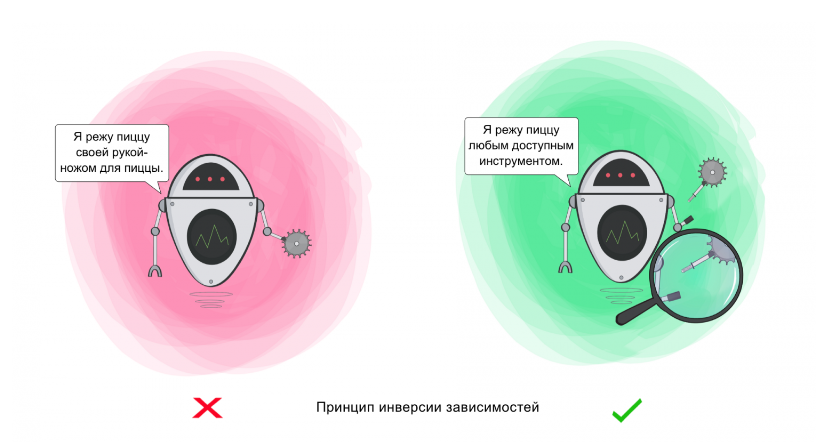 Я режу пиццу
своей рукой-
ножом для пиццы.
Я режу пиццу
любым доступным
инструментом.
Принцип инверсии зависимостей